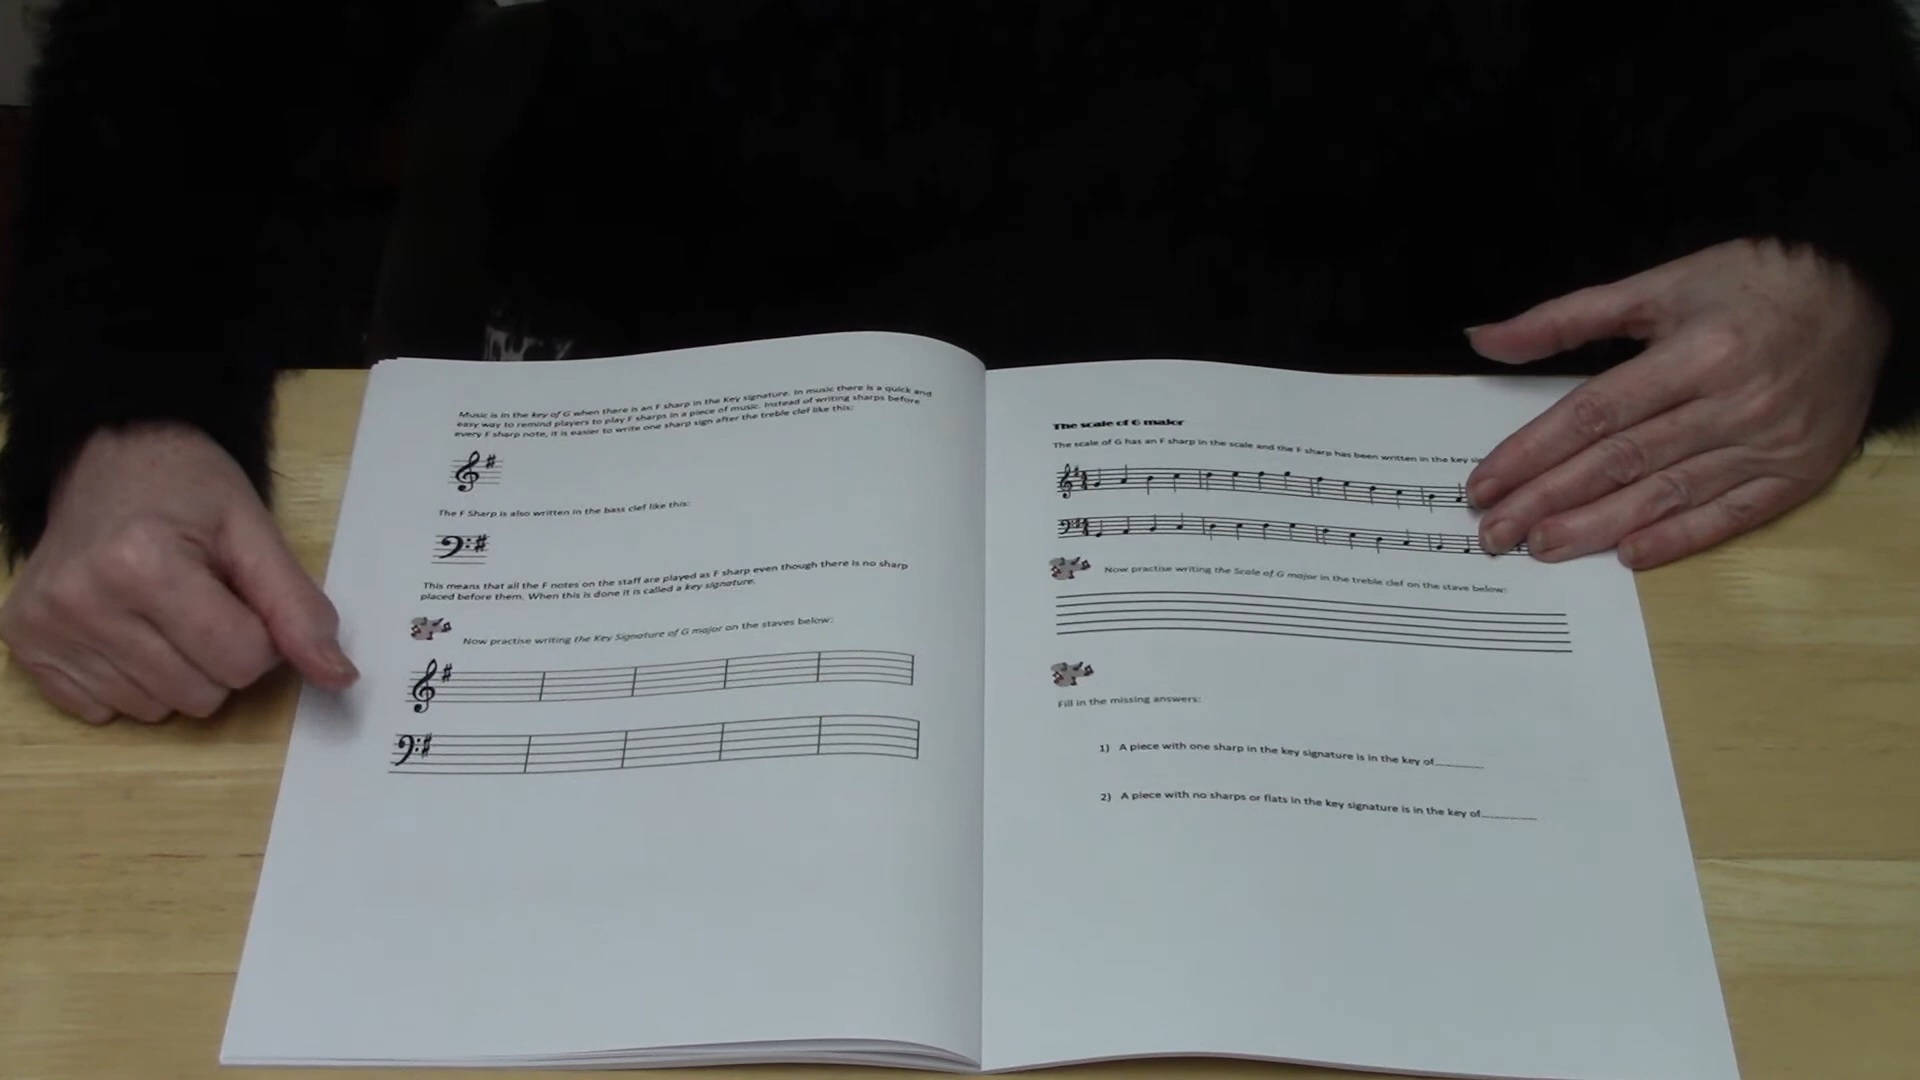 Music is in the key of G when there is an F sharp in the Key signature. In music there is a quick and
easy way to remind players to play F sharps in a piece of music. Instead of writing sharps before
every F sharp note, it is easier to write one sharp sign after the treble clef like this:
The F Sharp is also written in the bass clef like this:
This means that all the F notes on the staff are played as F sharp even though there is no sharp
placed before them. When this is done it is called a key signature.
Now practise writing the Key Signature of G major on the staves below:
The scale of G major
The scale of G has an F sharp in the scale and the F sharp has been written in the key
Now practise writing the Scale of G major in the treble clef on the stave below:
Fill in the missing answers:
1) A piece with one sharp in the key signature is in the key of________
2) A piece with no sharps or flats in the key signature is in the key of_________